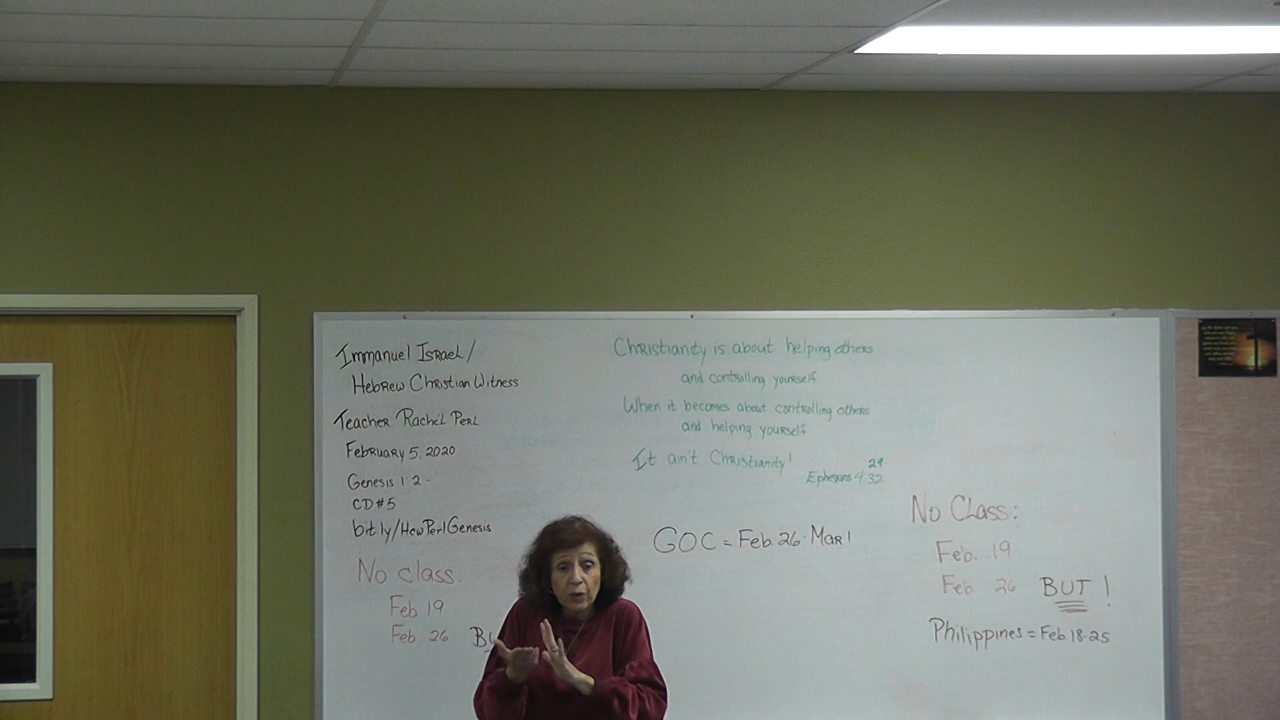 Immanuel Israel/
Hebrew Christian Witness
Teacher Rachel Perl
February 5, 2020
Genesis 1:2-
CD#5
bit.ly/HcwPerlGenesis
No class:
Feb 19
Feb 26
Christianity is about helping others
and controlling yourself
When it becomes about controlling others
and helping yourself
It ain't Christianity!
Ephesians 4:32
29
GOC = Feb. 26-Mar 1
No Class:
Feb. 19
Feb 26 BUT!
Philippines = Feb 18-25